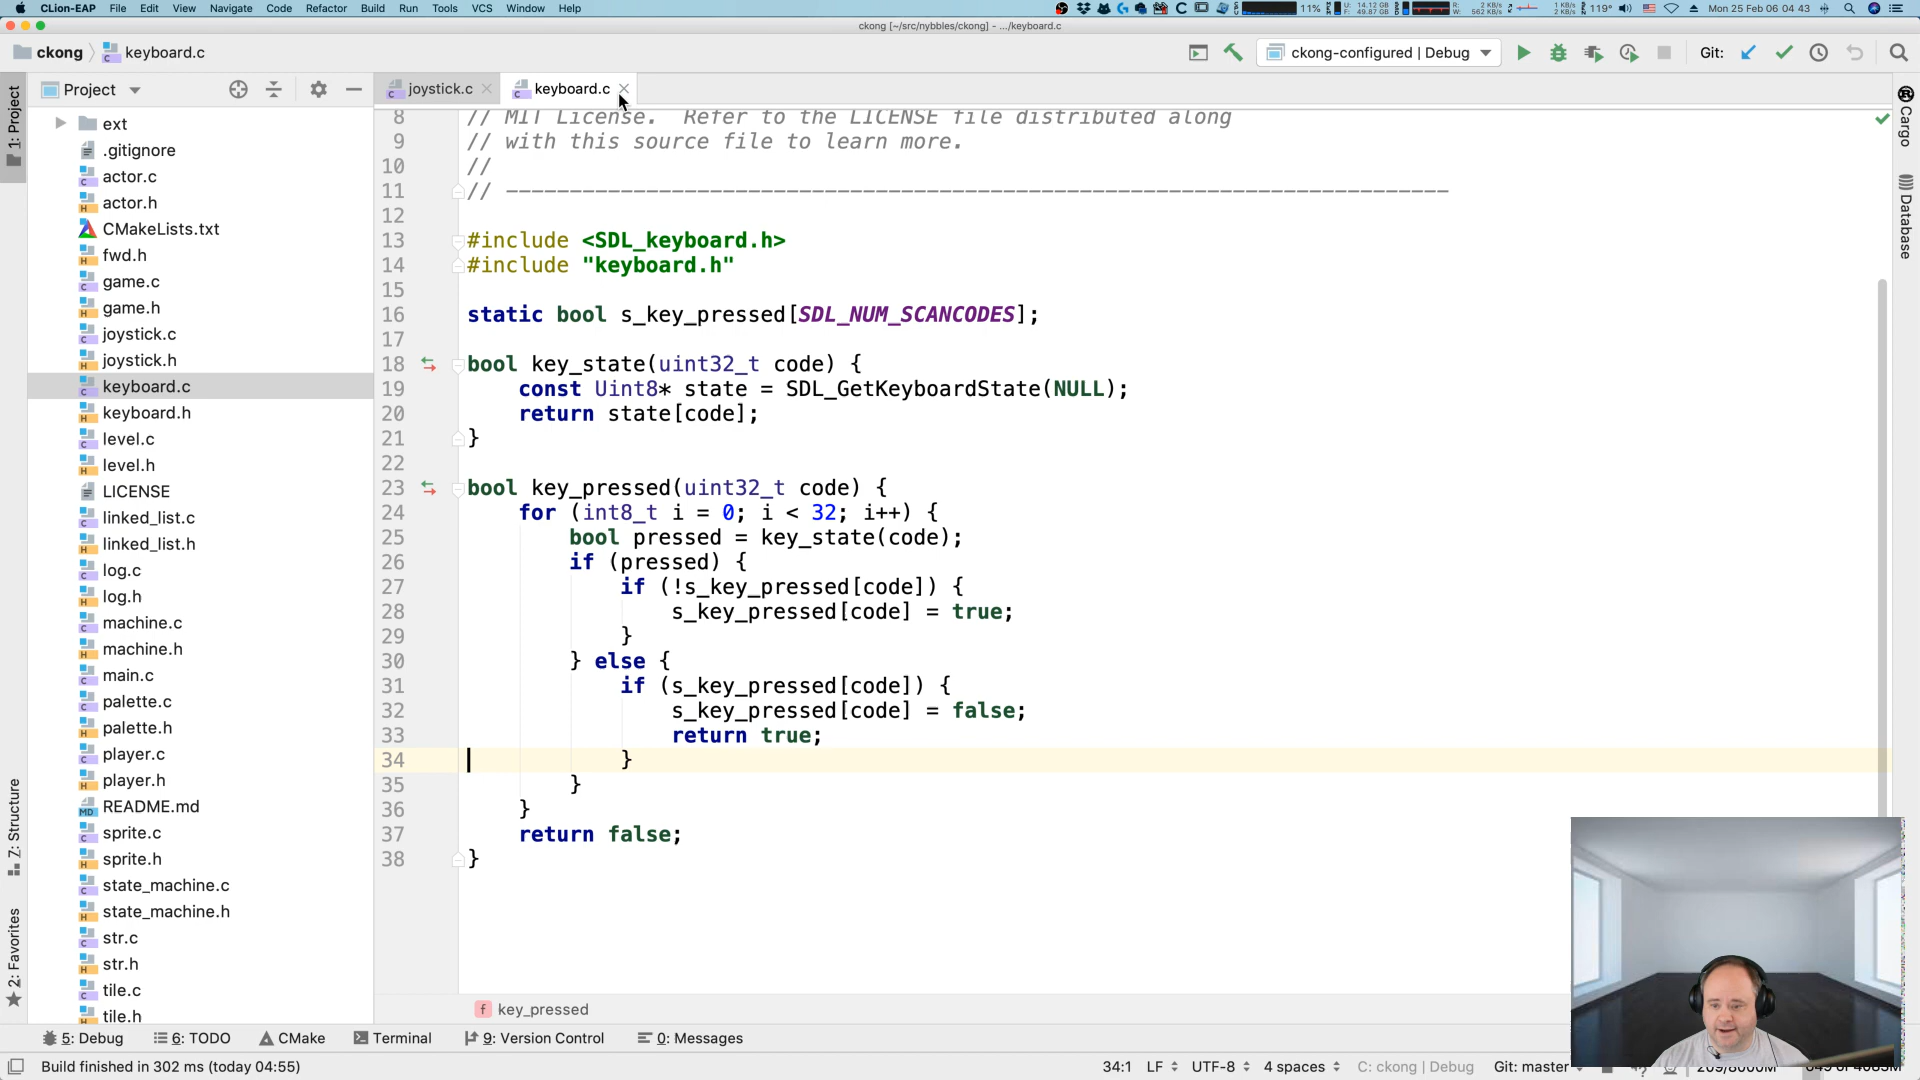 CLion-EAP File Edit View Navigate Code Refactor Build Run Tools VCS Window Help
11% Mon 25 Feb 06 04 43
ckong [~/src/nybbles/ckong] - .../keyboard.c
ckong keyboard.c
ckong-configured | Debug
Git:
Project
joystick.c
keyboard.c
1: Project
Z: Structure
2: Favorites
Cargo
Database
ext
.gitignore
actor.c
actor.h
CMakeLists.txt
fwd.h
game.c
game.h
joystick.c
joystick.h
keyboard.c
keyboard.h
level.c
level.h
LICENSE
linked_list.c
linked_list.h
log.c
log.h
machine.c
machine.h
main.c
palette.c
palette.h
player.c
player.h
README.md
sprite.c
sprite.h
state_machine.c
state_machine.h
str.c
str.h
tile.c
tile.h
8 // MIT License.  Refer to the LICENSE file distributed along
9 // with this source file to learn more.
10 //
11 // --------------------------------------------------------------------------
12
13 #include <SDL_keyboard.h>
14 #include "keyboard.h"
15
16 static bool s_key_pressed[SDL_NUM_SCANCODES];
17
18 bool key_state(uint32_t code) {
19     const Uint8* state = SDL_GetKeyboardState(NULL);
20     return state[code];
21 }
22
23 bool key_pressed(uint32_t code) {
24     for (int8_t i = 0; i < 32; i++) {
25         bool pressed = key_state(code);
26         if (pressed) {
27             if (!s_key_pressed[code]) {
28                 s_key_pressed[code] = true;
29             }
30         } else {
31             if (s_key_pressed[code]) {
32                 s_key_pressed[code] = false;
33                 return true;
34             }
35         }
36     }
37     return false;
38 }
f key_pressed
5: Debug 6: TODO CMake Terminal 9: Version Control 0: Messages
Build finished in 302 ms (today 04:55) 34:1 LF UTF-8 4 spaces C: ckong | Debug Git: master